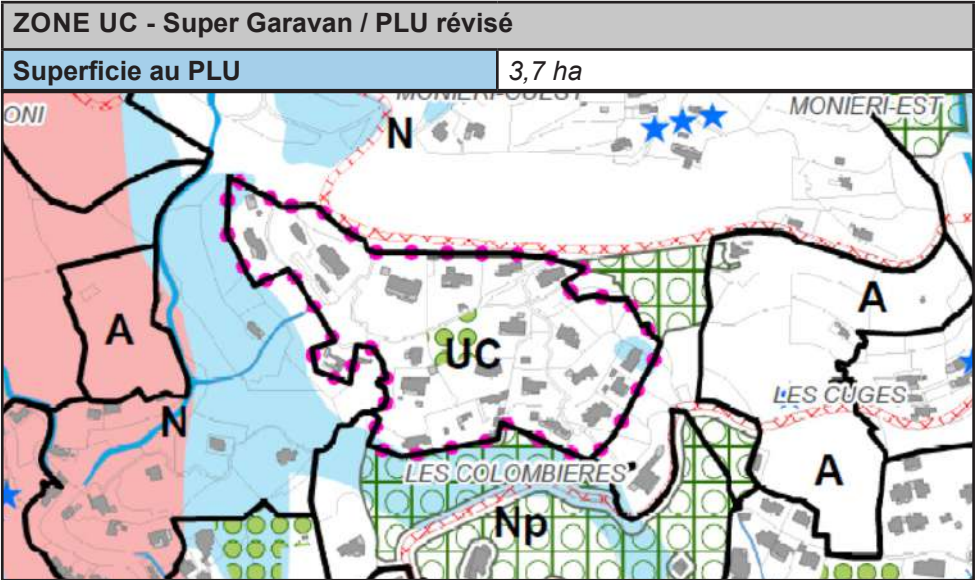 ZONE UC - Super Garavan / PLU révisé
Superficie au PLU 3,7 ha
MONIERI-OUEST
MONIERI-EST
ONI
N
A
A
UC
LES CUGES
N
A
LES COLOMBIERES
Np